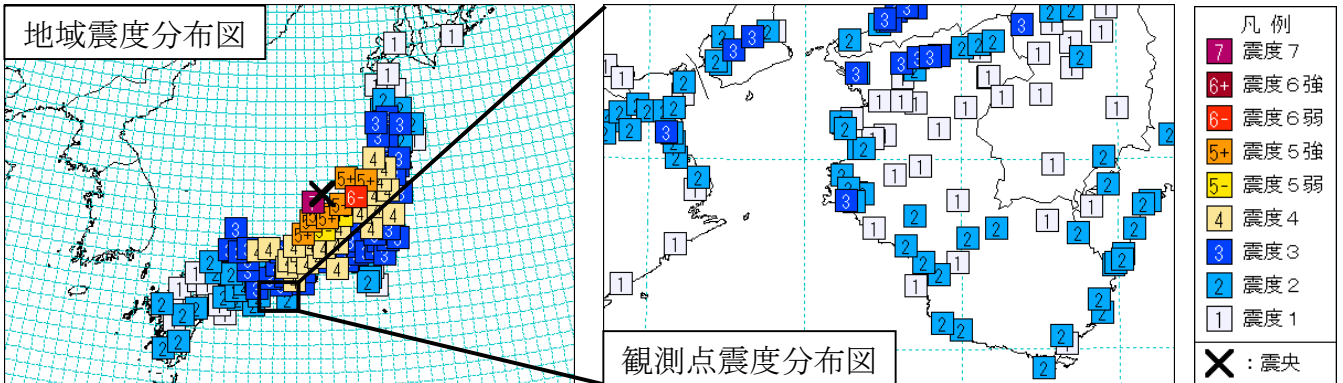 地域震度分布図
観測点震度分布図
凡 例
7 震度7
6+ 震度6強
6- 震度6弱
5+ 震度5強
5- 震度5弱
4 震度4
3 震度3
2 震度2
1 震度1
×:震央